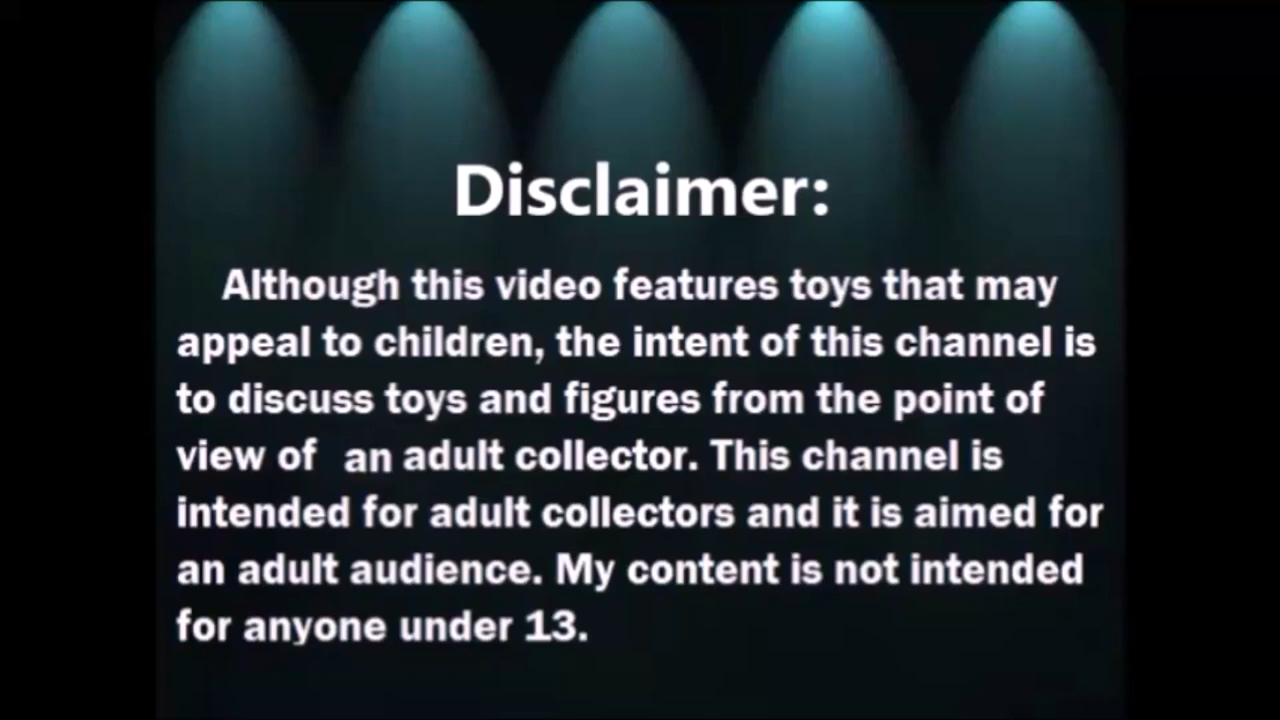 Disclaimer:
Although this video features toys that may
appeal to children, the intent of this channel is
to discuss toys and figures from the point of
view of an adult collector. This channel is
intended for adult collectors and it is aimed for
an adult audience. My content is not intended
for anyone under 13.